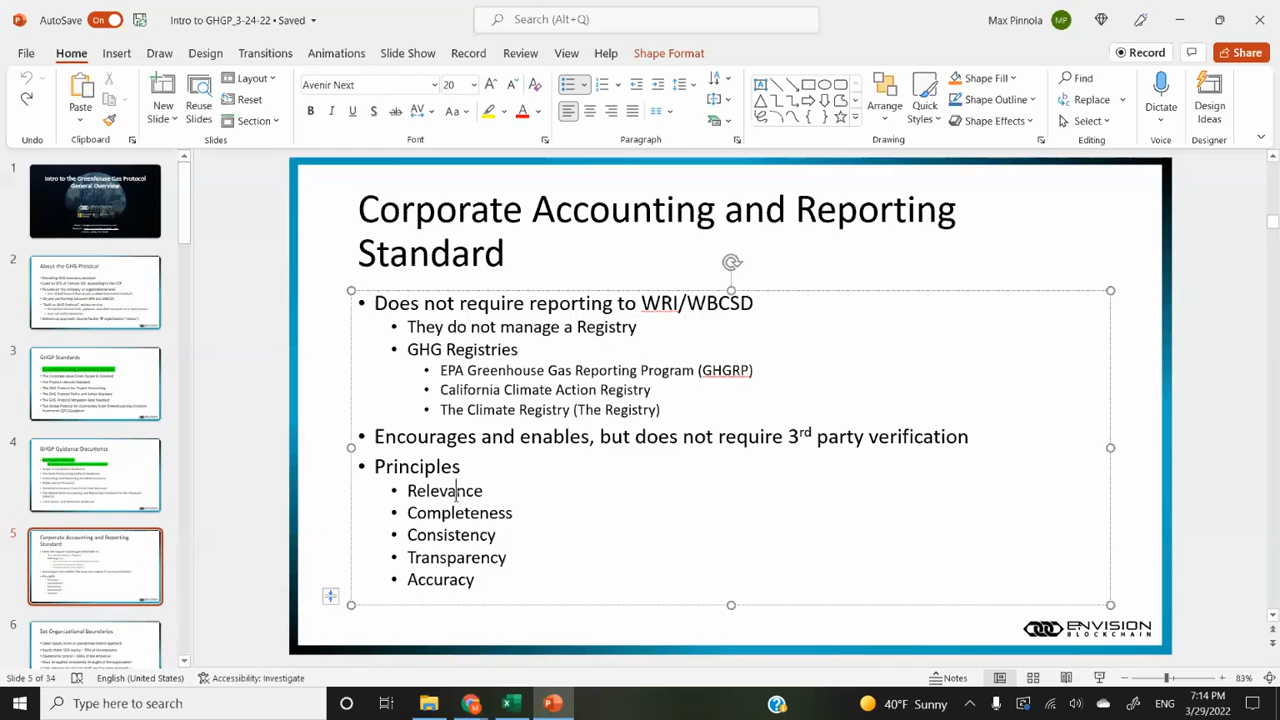 AutoSave
On
Intro to GHGP_3-24-22 • Saved
Search (Alt+Q)
Max Pinnola
MP
File
Home
Insert
Draw
Design
Transitions
Animations
Slide Show
Record
Review
View
Help
Shape Format
Record
Share
Paste
New Slide
Reuse Slides
Layout
Reset
Section
Avenir Next
20
Arrange
Quick Styles
Shape Fill
Shape Outline
Shape Effects
Find
Replace
Select
Dictate
Design Ideas
Undo
Clipboard
Font
Paragraph
Drawing
Editing
Voice
Designer
1
Intro to the Greenhouse Gas Protocol
General Overview
2
About the GHG Protocol
3
GHGP Standards
4
GHGP Guidance Documents
5
Corporate Accounting and Reporting
Standard
6
Set Organizational Boundaries
Corporate Accounting and Reporting
Standard
• Does not require reporting to WRI/WBCSD
• They do not manage a Registry
• GHG Registries
• EPA Greenhouse Gas Reporting Program (GHGRP)
• California Climate Action Registry
• The Climate Registry (The Registry)
• Encourages and enables, but does not require 3rd party verification
• Principles
Relevance
• Completeness
• Consistency
• Transparency
• Accuracy
ENVISION
BLOCKCHAIN
Slide 5 of 34
English (United States)
Accessibility: Investigate
Notes
83%
Type here to search
40°F Sunny
7:14 PM
3/29/2022